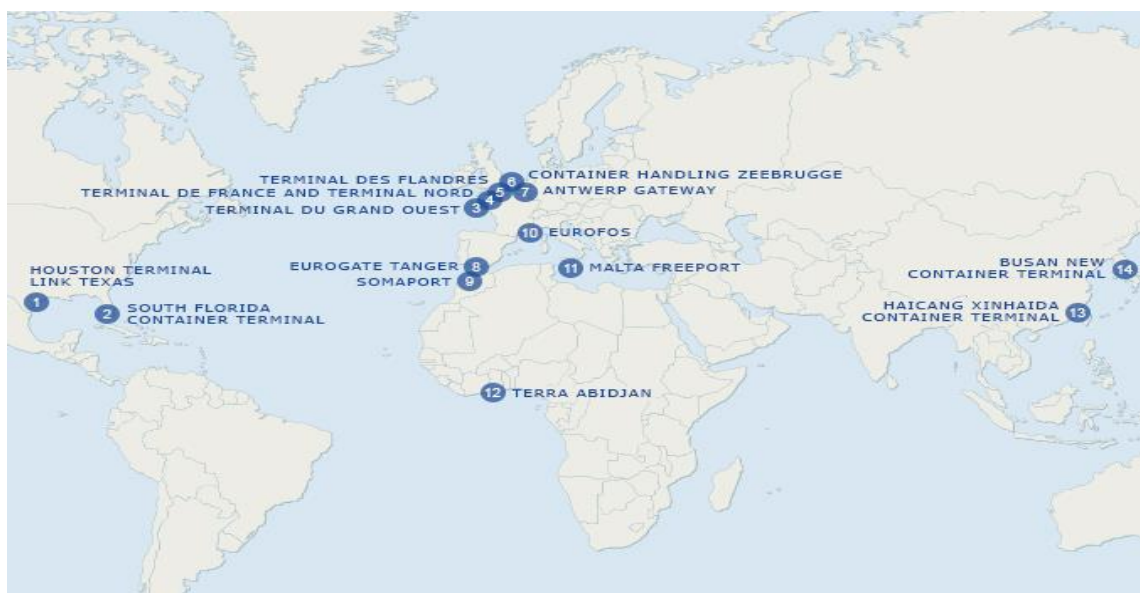 TERMINAL DES FLANDRES
6
CONTAINER HANDLING ZEEBRUGGE
TERMINAL DE FRANCE AND TERMINAL NORD
5
7
ANTWERP GATEWAY
4
TERMINAL DU GRAND OUEST
3
10
EUROFOS
EUROGATE TANGER
8
SOMAPORT
9
11
MALTA FREEPORT
HOUSTON TERMINAL
LINK TEXAS
1
2
SOUTH FLORIDA
CONTAINER TERMINAL
BUSAN NEW
CONTAINER TERMINAL
14
HAICANG XINHAIDA
CONTAINER TERMINAL
13
12
TERRA ABIDJAN